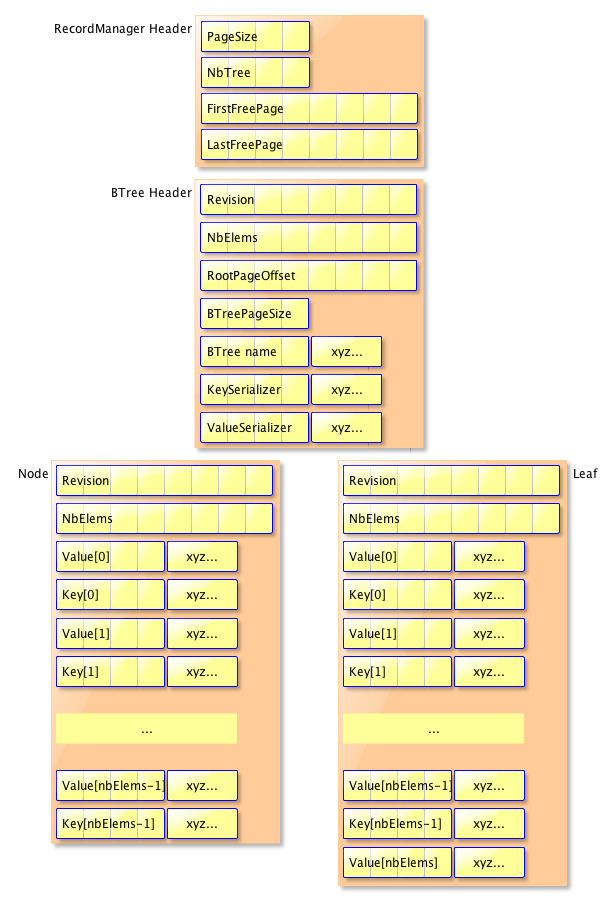 RecordManager Header
PageSize
NbTree
FirstFreePage
LastFreePage
BTree Header
Revision
NbElems
RootPageOffset
BTreePageSize
BTree name xyz...
KeySerializer xyz...
ValueSerializer xyz...
Node
Revision
NbElems
Value[0] xyz...
Key[0] xyz...
Value[1] xyz...
Key[1] xyz...
...
Value[nbElems-1] xyz...
Key[nbElems-1] xyz...
Leaf
Revision
NbElems
Value[0] xyz...
Key[0] xyz...
Value[1] xyz...
Key[1] xyz...
...
Value[nbElems-1] xyz...
Key[nbElems-1] xyz...
Value[nbElems] xyz...